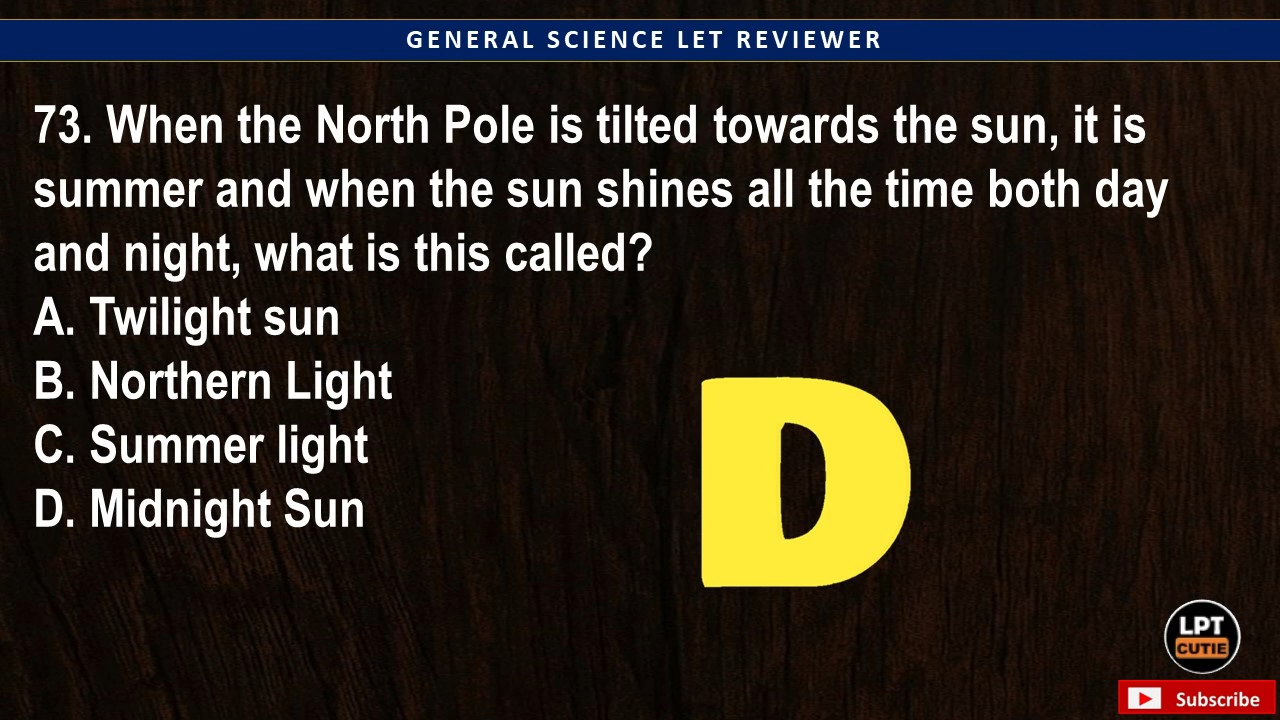 GENERAL SCIENCE LET REVIEWER
73. When the North Pole is tilted towards the sun, it is
summer and when the sun shines all the time both day
and night, what is this called?
A. Twilight sun
B. Northern Light
C. Summer light
D. Midnight Sun
D
LPT
CUTIE
Subscribe